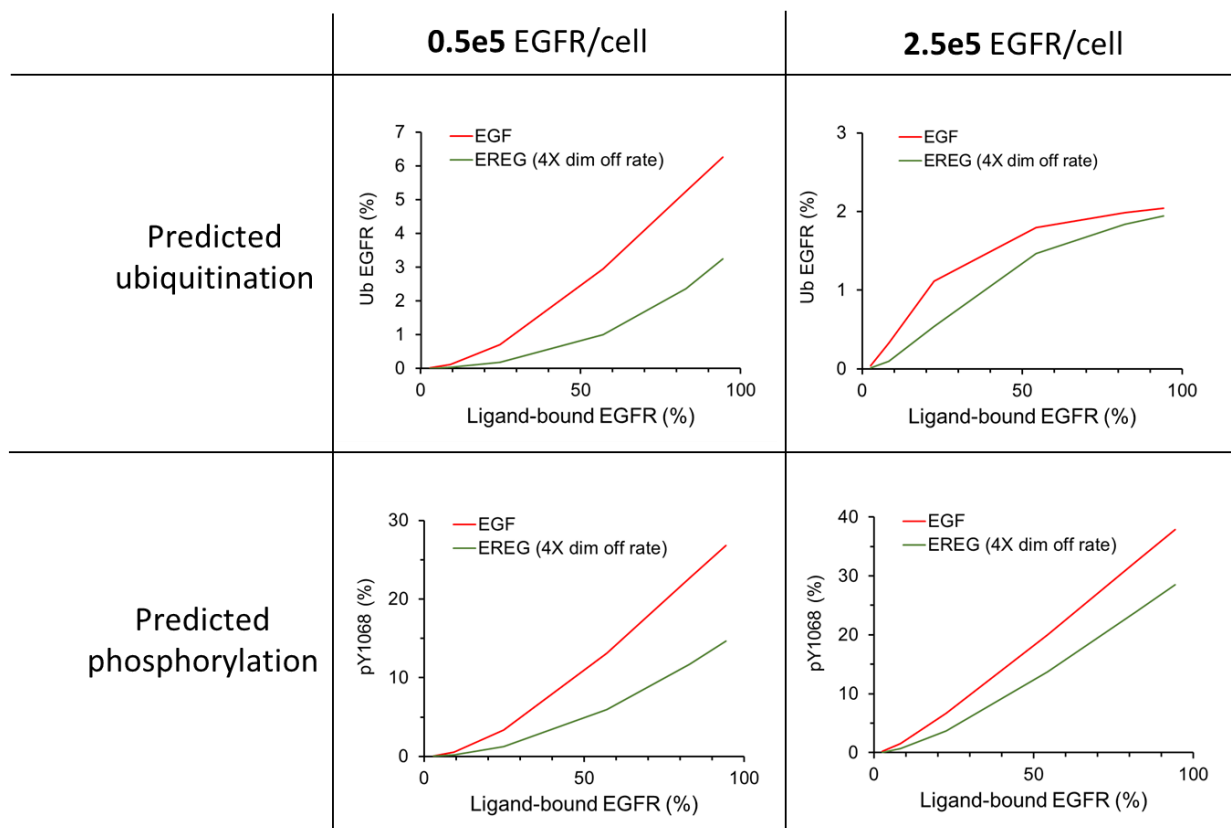 0.5e5 EGFR/cell
2.5e5 EGFR/cell
Predicted
ubiquitination
7
6
5
4
3
2
1
0
Ub EGFR (%)
EGF
EREG (4X dim off rate)
0 50 100
Ligand-bound EGFR (%)
3
2
1
0
Ub EGFR (%)
EGF
EREG (4X dim off rate)
0 50 100
Ligand-bound EGFR (%)
Predicted
phosphorylation
30
20
10
0
pY1068 (%)
EGF
EREG (4X dim off rate)
0 50 100
Ligand-bound EGFR (%)
40
30
20
10
0
pY1068 (%)
EGF
EREG (4X dim off rate)
0 50 100
Ligand-bound EGFR (%)